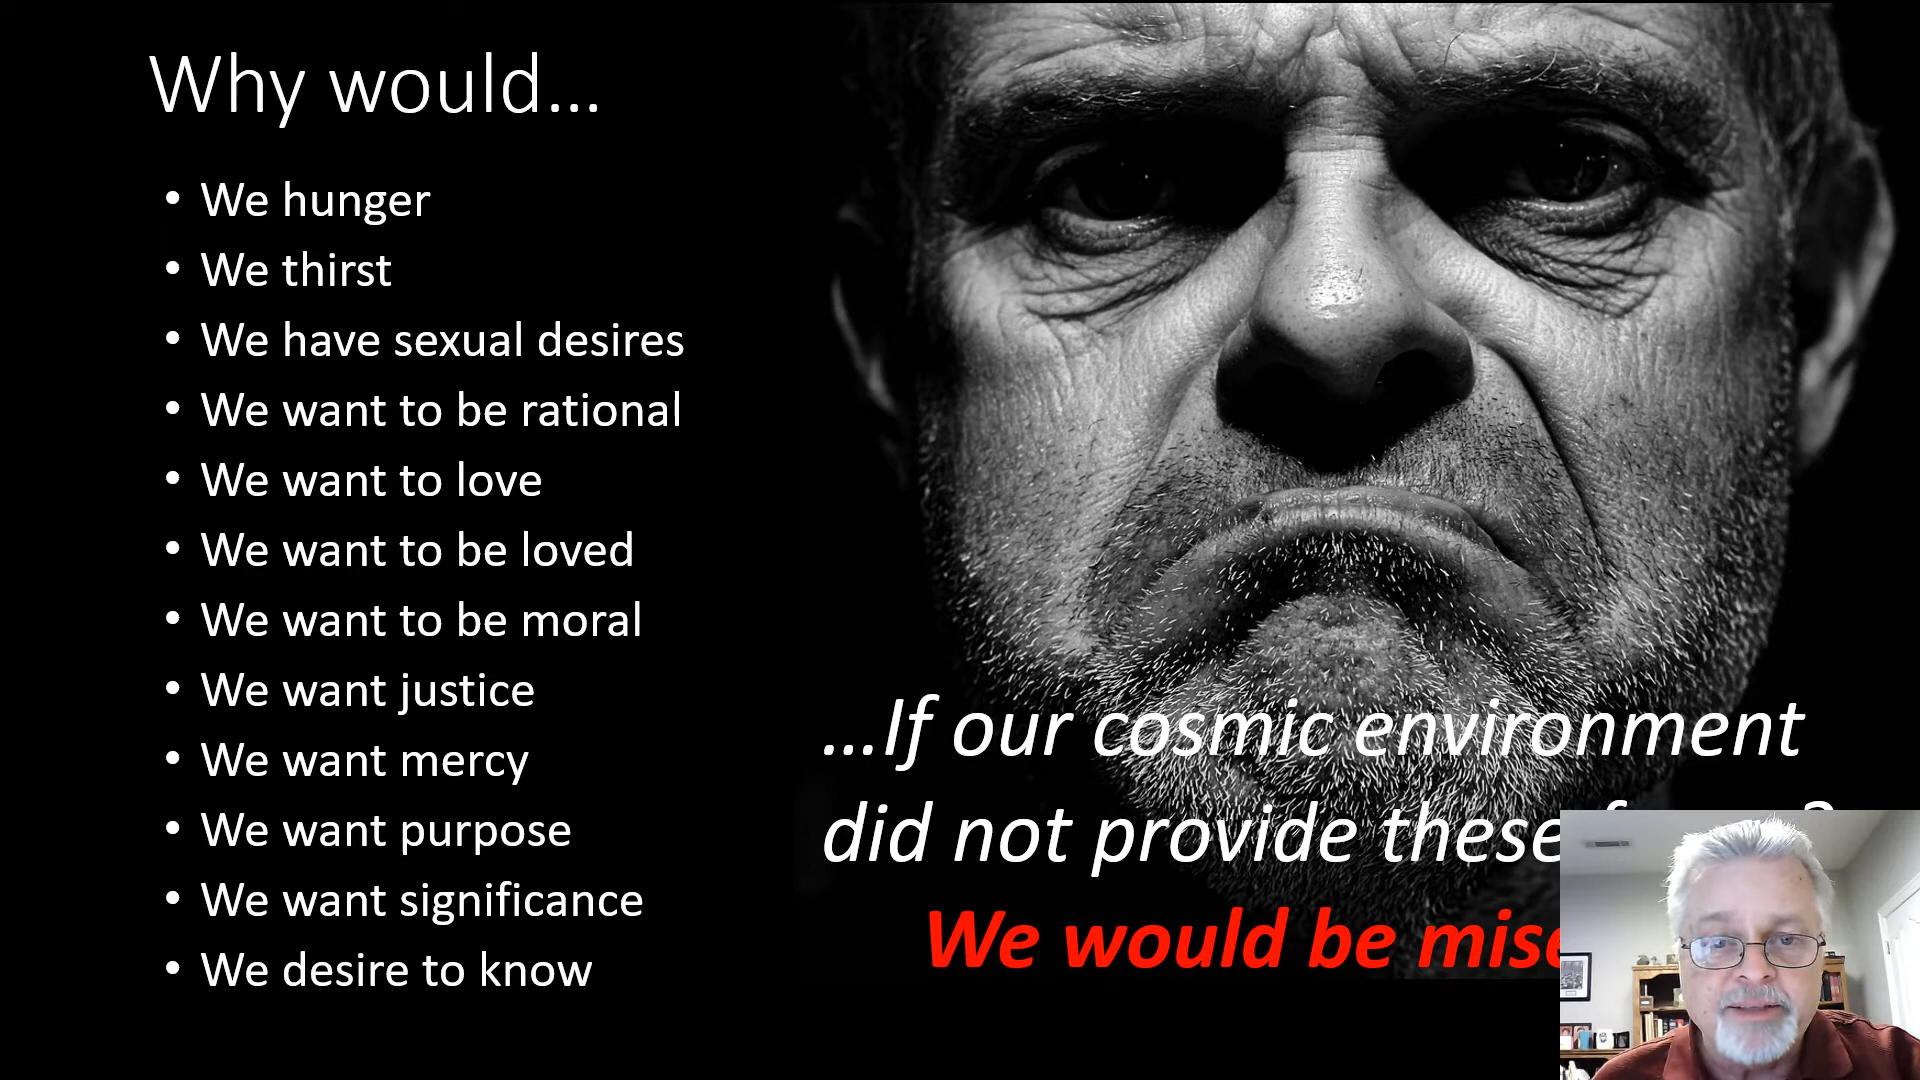 Why would...
• We hunger
• We thirst
• We have sexual desires
• We want to be rational
• We want to love
• We want to be loved
• We want to be moral
• We want justice
• We want mercy
• We want purpose
• We want significance
• We desire to know
...If our cosmic environment
did not provide these
We would be